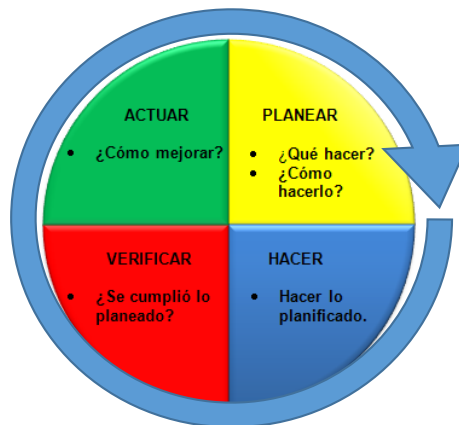 ACTUAR
• ¿Cómo mejorar?
PLANEAR
• ¿Qué hacer?
• ¿Cómo
hacerlo?
VERIFICAR
• ¿Se cumplió lo
planeado?
HACER
• Hacer lo
planificado.